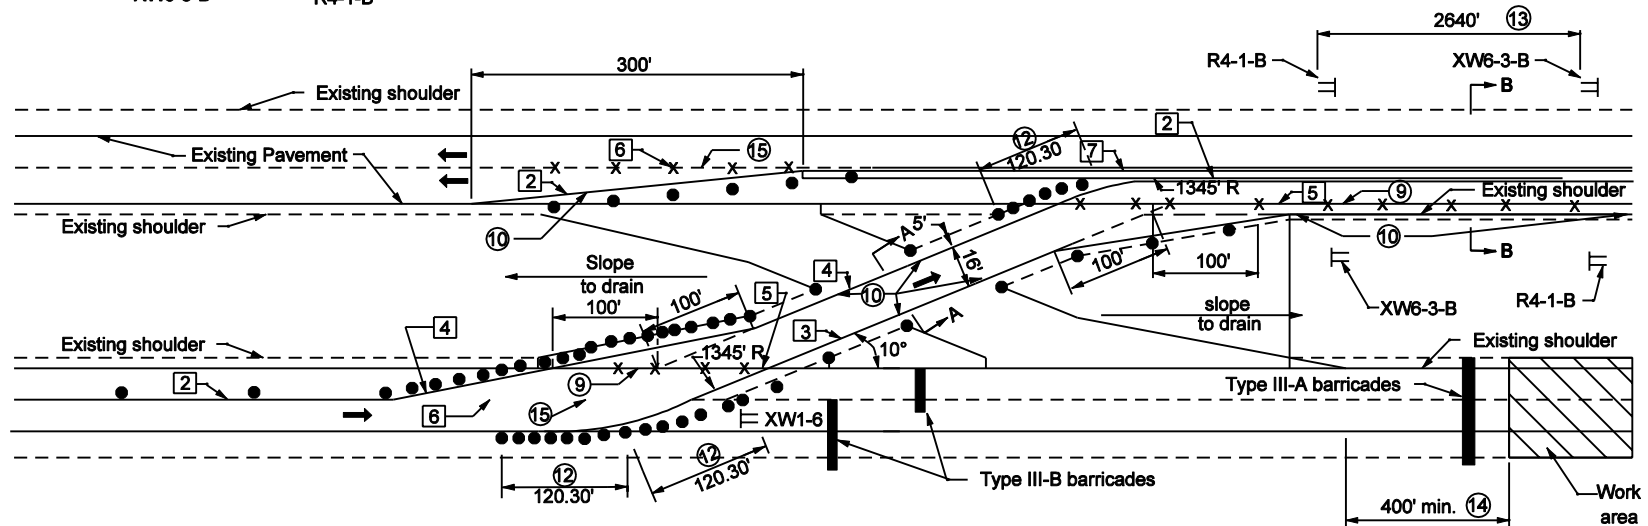 2640' 13
R4-1-B XW6-3-B
300'
Existing shoulder
B
12
120.30
2
6 15
7
Existing Pavement
2
1345' R
5 9 Existing shoulder
Existing shoulder
10
A 5'
10
B
Slope
to drain
4
16'
100'
100'
100' 100'
5
10
XW6-3-B R4-1-B
slope
to drain
4
3
A
Existing shoulder
1345' R
10°
Existing shoulder
2
9
Type III-A barricades
6 15
XW1-6
12
120.30'
12
120.30'
Type III-B barricades
400' min. 14
Work
area